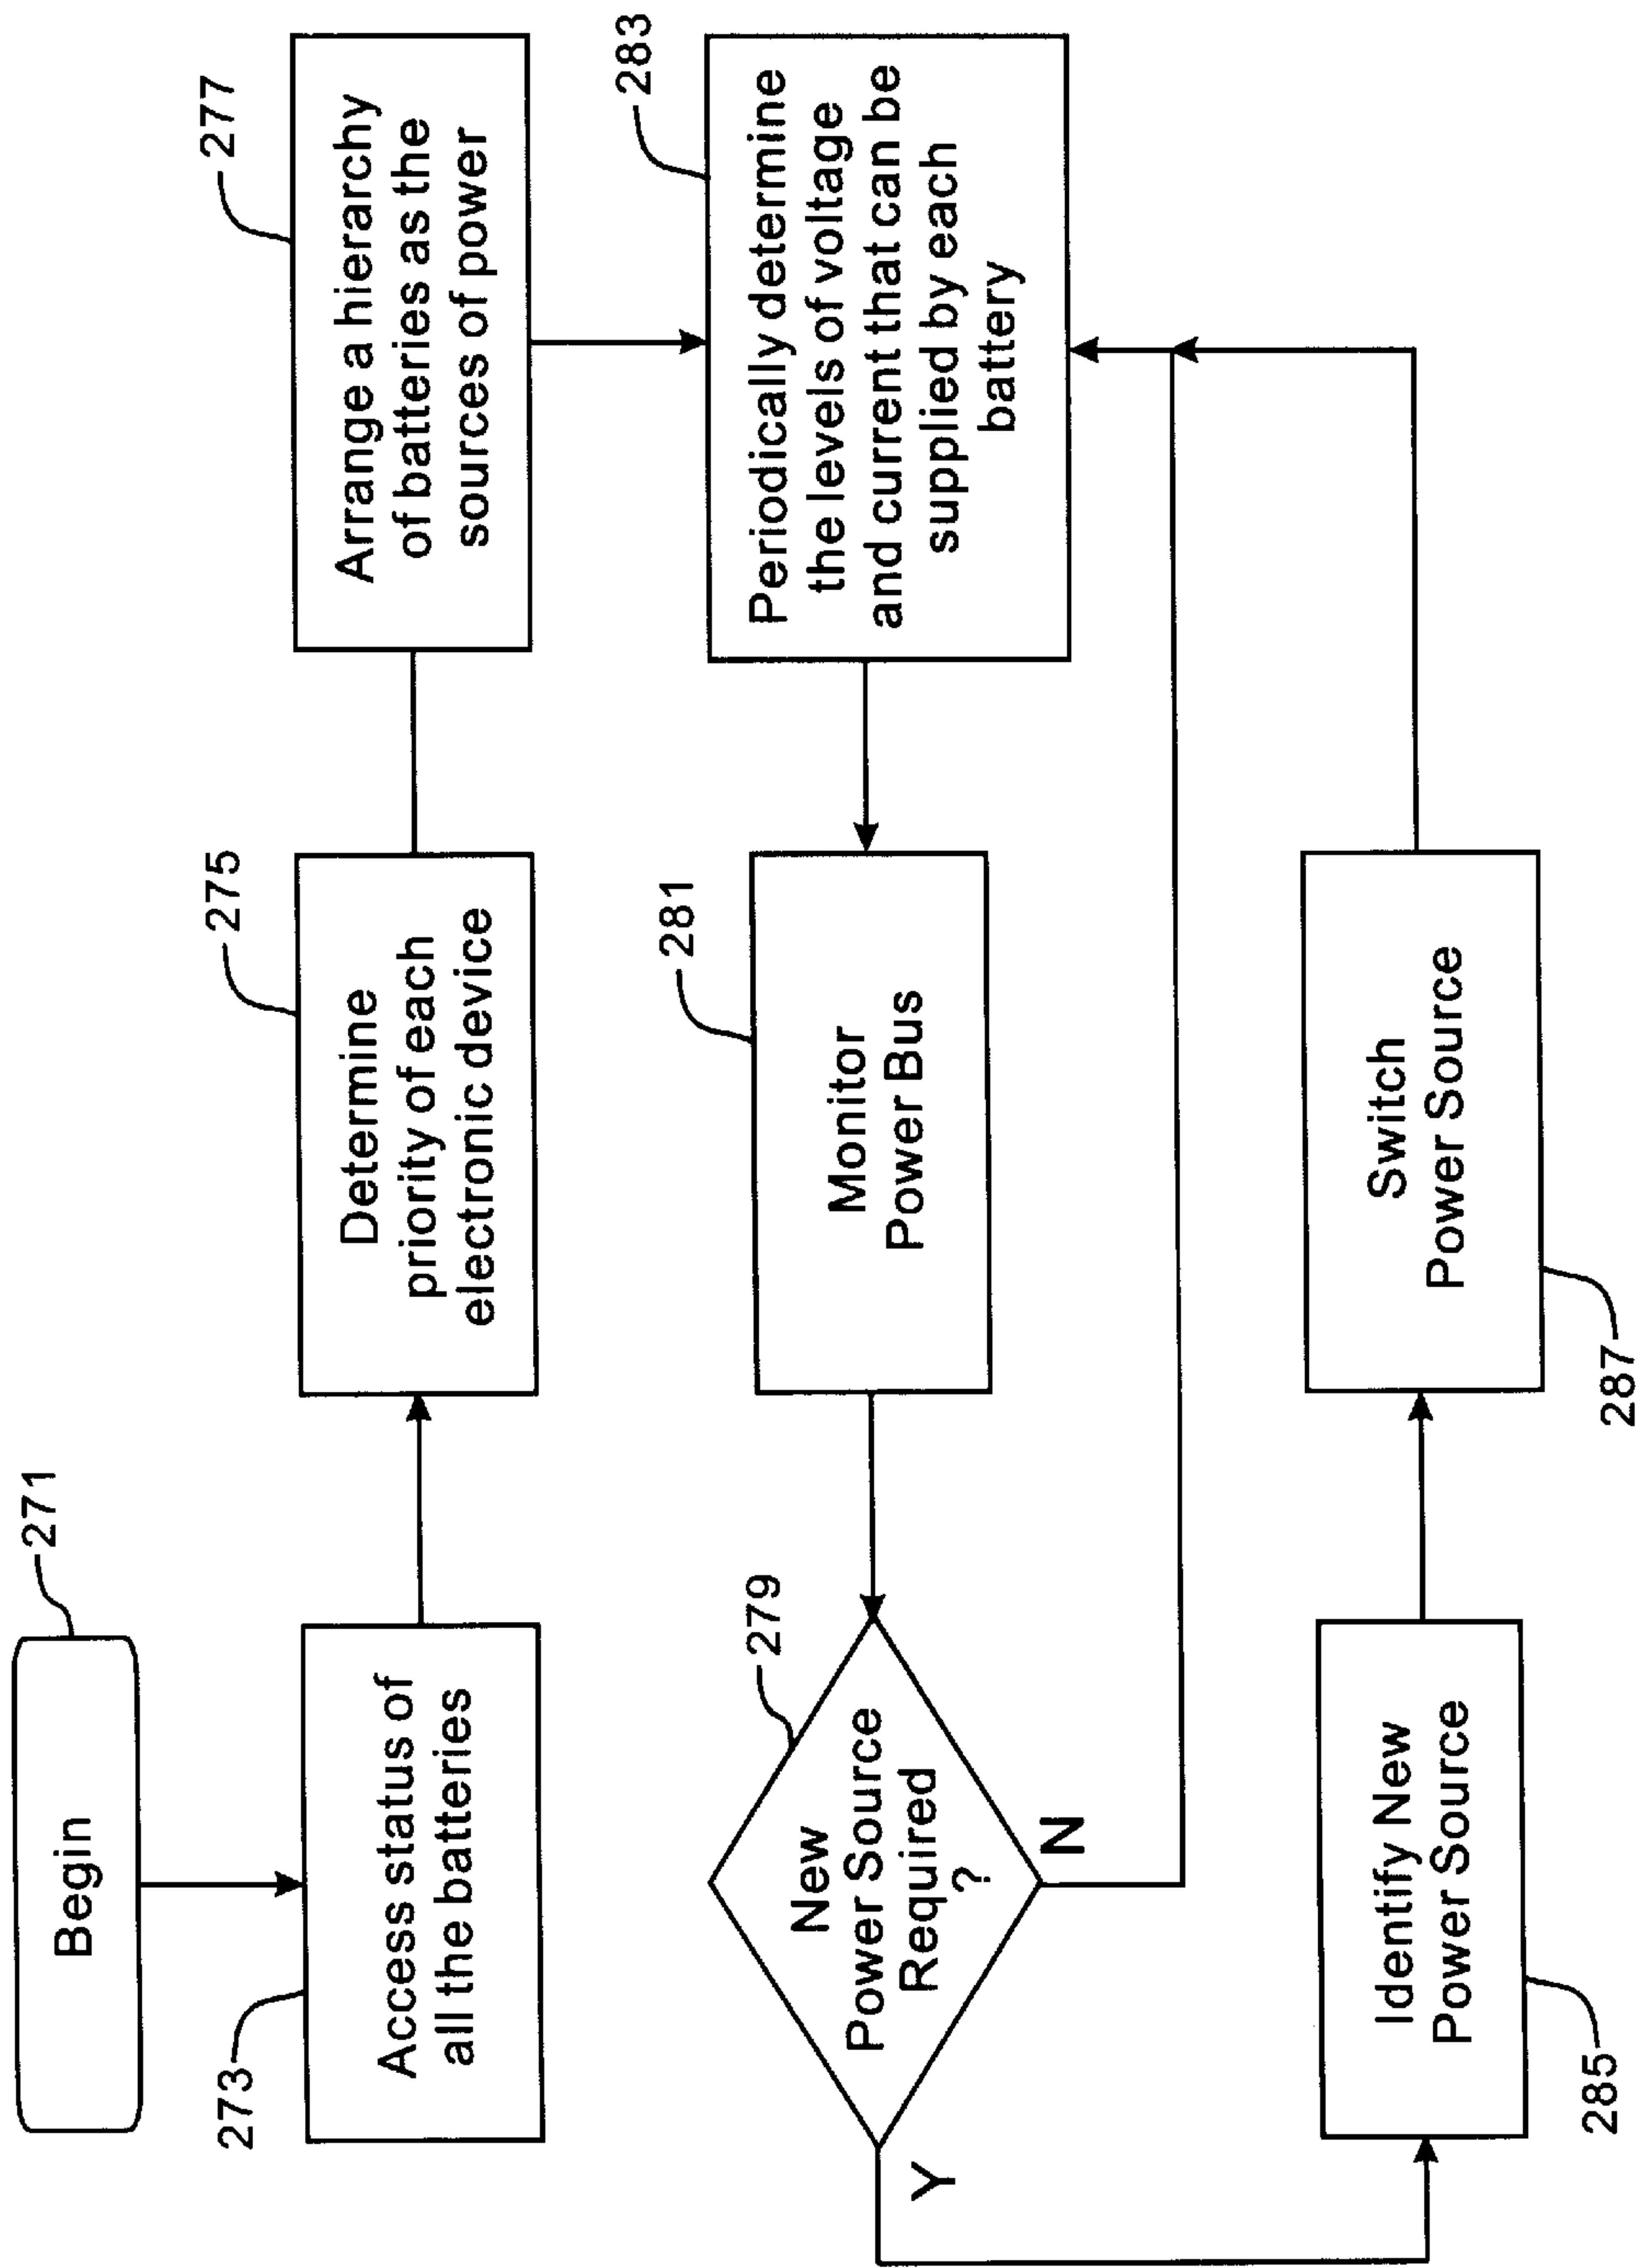 Begin
271
Access status of
all the batteries
273
Determine
priority of each
electronic device
275
Arrange a hierarchy
of batteries as the
sources of power
277
New
Power Source
Required
?
279
Y
N
Monitor
Power Bus
281
Periodically determine
the levels of voltage
and current that can be
supplied by each
battery
283
Identify New
Power Source
285
Switch
Power Source
287